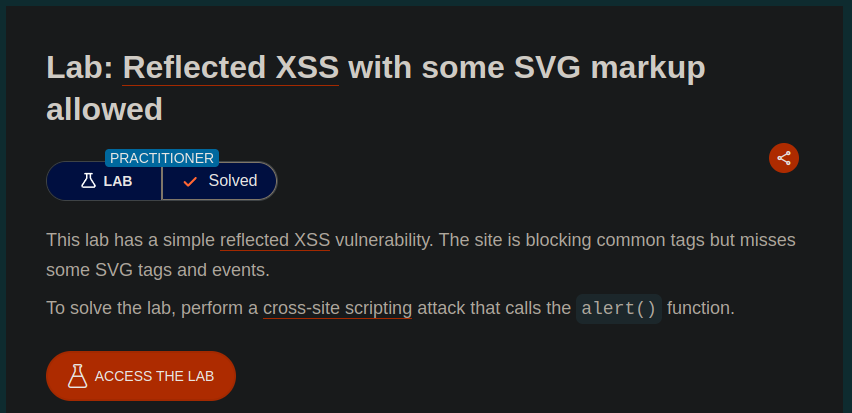 Lab: Reflected XSS with some SVG markup
allowed
PRACTITIONER
LAB Solved
This lab has a simple reflected XSS vulnerability. The site is blocking common tags but misses
some SVG tags and events.
To solve the lab, perform a cross-site scripting attack that calls the alert() function.
ACCESS THE LAB